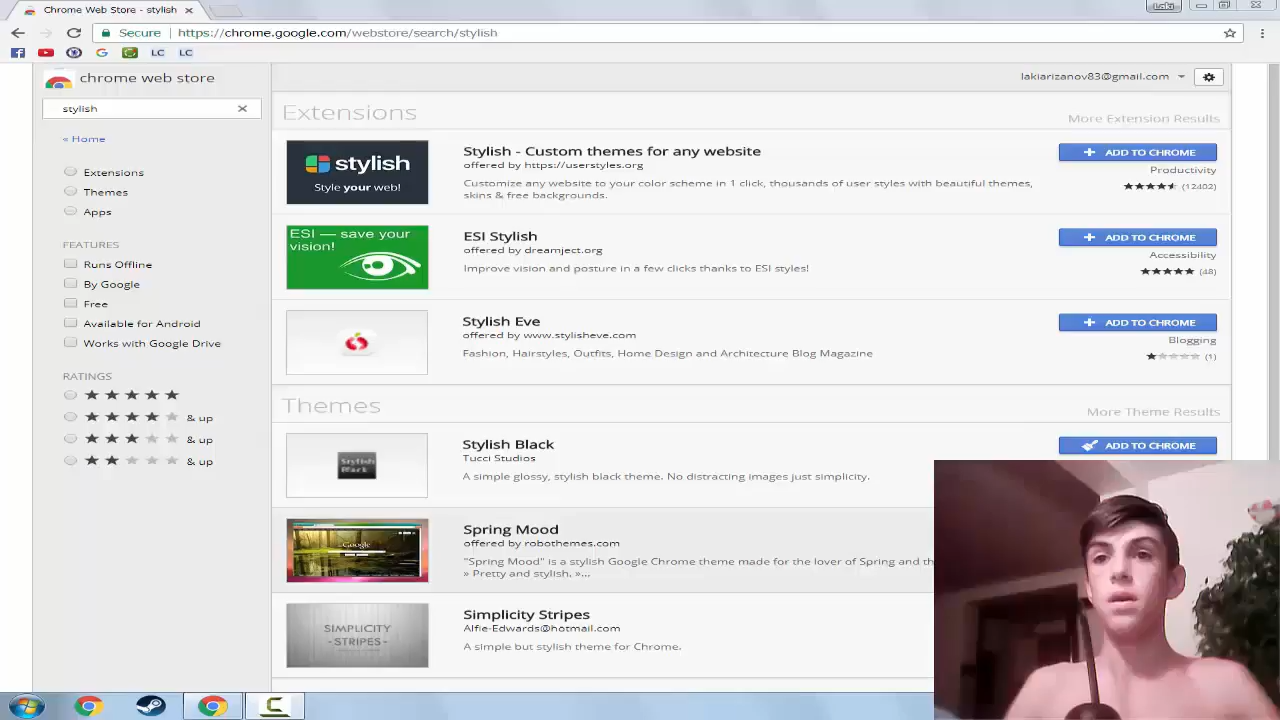 Chrome Web Store - stylish
Laki
Secure
https://chrome.google.com/webstore/search/stylish
LC
LC
chrome web store
lakiarizanov83@gmail.com
stylish
« Home
Extensions
Themes
Apps
FEATURES
Runs Offline
By Google
Free
Available for Android
Works with Google Drive
RATINGS
& up
& up
& up
Extensions
More Extension Results
stylish
Style your web!
Stylish - Custom themes for any website
offered by https://userstyles.org
Customize any website to your color scheme in 1 click, thousands of user styles with beautiful themes,
skins & free backgrounds.
ADD TO CHROME
Productivity
(12402)
ESI — save your
vision!
ESI Stylish
offered by dreamject.org
Improve vision and posture in a few clicks thanks to ESI styles!
ADD TO CHROME
Accessibility
(48)
Stylish Eve
offered by www.stylisheve.com
Fashion, Hairstyles, Outfits, Home Design and Architecture Blog Magazine
ADD TO CHROME
Blogging
(1)
Themes
More Theme Results
Stylish
Black
Stylish Black
Tucci Studios
A simple glossy, stylish black theme. No distracting images just simplicity.
ADD TO CHROME
Google
Spring Mood
offered by robothemes.com
"Spring Mood" is a stylish Google Chrome theme made for the lover of Spring and th
» Pretty and stylish, »...
SIMPLICITY
-STRIPES-
Simplicity Stripes
Alfie-Edwards@hotmail.com
A simple but stylish theme for Chrome.